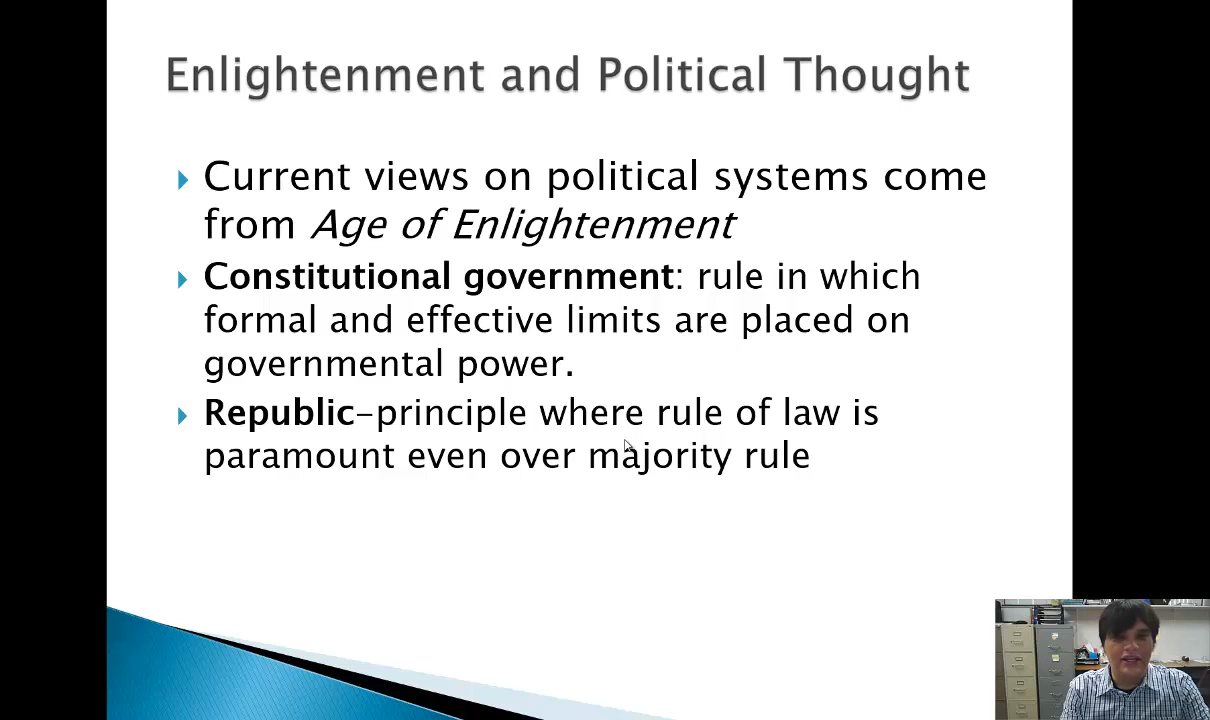 Enlightenment and Political Thought
Current views on political systems come
from Age of Enlightenment
Constitutional government: rule in which
formal and effective limits are placed on
governmental power.
Republic-principle where rule of law is
paramount even over majority rule